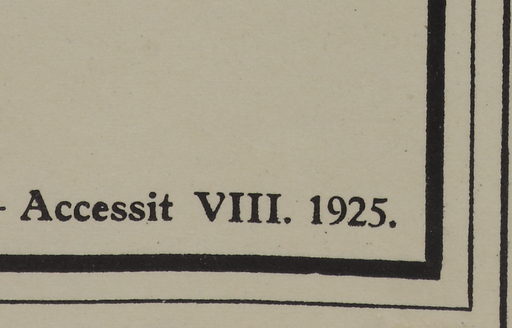 - Accessit VIII. 1925.